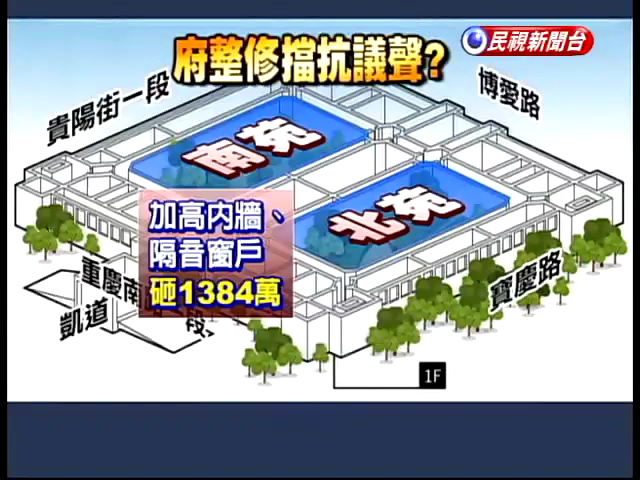 民視新聞台
府整修擋抗議聲?
貴陽街一段
博愛路
南苑
北苑
加高內牆、
隔音窗戶
砸1384萬
重慶南路一段
寶慶路
凱道
1F